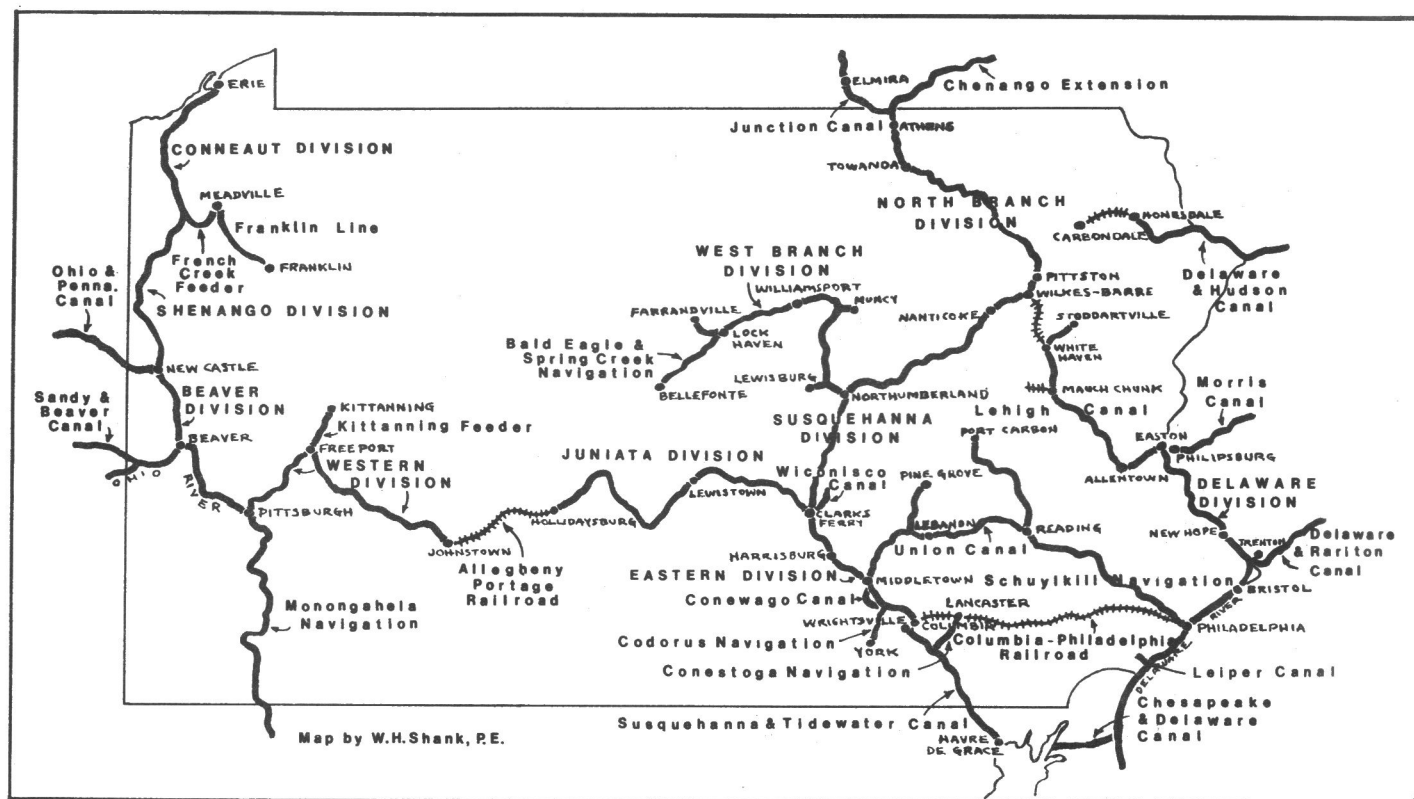 ERIE
CONNEAUT DIVISION
MEADVILLE
Franklin Line
FRANKLIN
French
Creek
Feeder
Ohio &
Penna.
Canal
SHENANGO DIVISION
NEW CASTLE
BEAVER
DIVISION
Sandy &
Beaver
Canal
BEAVER
OHIO
RIVER
KITTANNING
Kittanning Feeder
FREEPORT
WESTERN
DIVISION
PITTSBURGH
JOHNSTOWN
HOLLIDAYSBURG
Allegheny
Portage
Railroad
Monongahela
Navigation
JUNIATA DIVISION
LEWISTOWN
ELMIRA
Chenango Extension
Junction Canal
ATHENS
TOWANDA
NORTH BRANCH
DIVISION
HONESDALE
CARBONDALE
Delaware
& Hudson
Canal
WEST BRANCH
DIVISION
WILLIAMSPORT
FARRANDVILLE
MUNCY
LOCK
HAVEN
Bald Eagle &
Spring Creek
Navigation
BELLEFONTE
PITTSTON
WILKES-BARRE
NANTICOKE
STODDARTVILLE
WHITE
HAVEN
LEWISBURG
NORTHUMBERLAND
MAUCH CHUNK
Lehigh Canal
Morris
Canal
SUSQUEHANNA
DIVISION
PORT CARBON
EASTON
PHILIPSBURG
ALLENTOWN
Wiconisco
Canal
PINE GROVE
CLARKS
FERRY
DELAWARE
DIVISION
LEBANON
Union Canal
READING
NEW HOPE
TRENTON
Delaware
& Rariton
Canal
HARRISBURG
EASTERN DIVISION
MIDDLETOWN
Schuylkill Navigation
BRISTOL
Conewago Canal
LANCASTER
WRIGHTSVILLE
COLUMBIA
Codorus Navigation
YORK
Columbia-Philadelphia
Railroad
PHILADELPHIA
DELAWARE RIVER
Conestoga Navigation
Leiper Canal
Susquehanna & Tidewater Canal
Chesapeake
& Delaware
Canal
HAVRE
DE GRACE
Map by W.H. Shank, P.E.